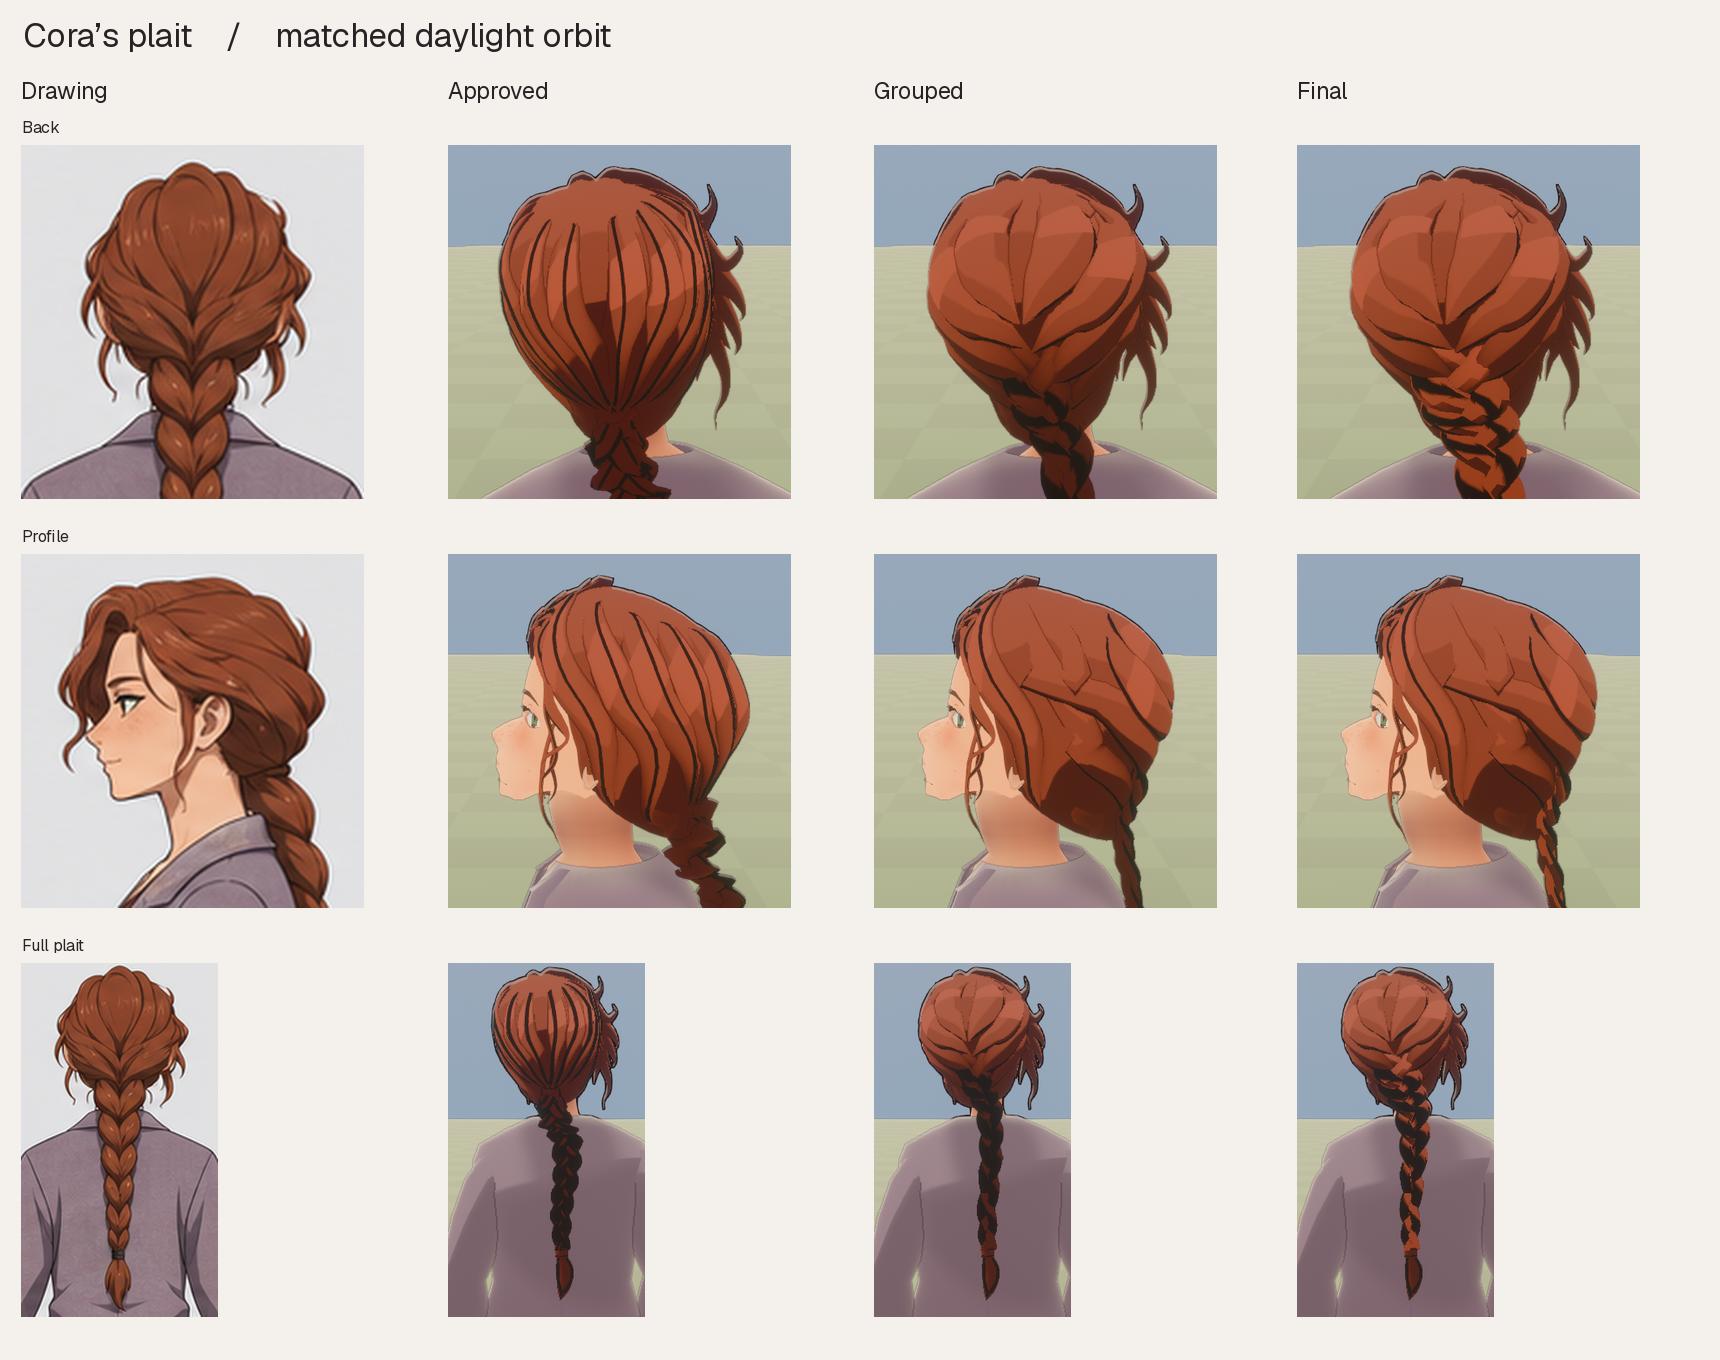 Cora’s plait / matched daylight orbit
Drawing Approved Grouped Final
Back
Profile
Full plait